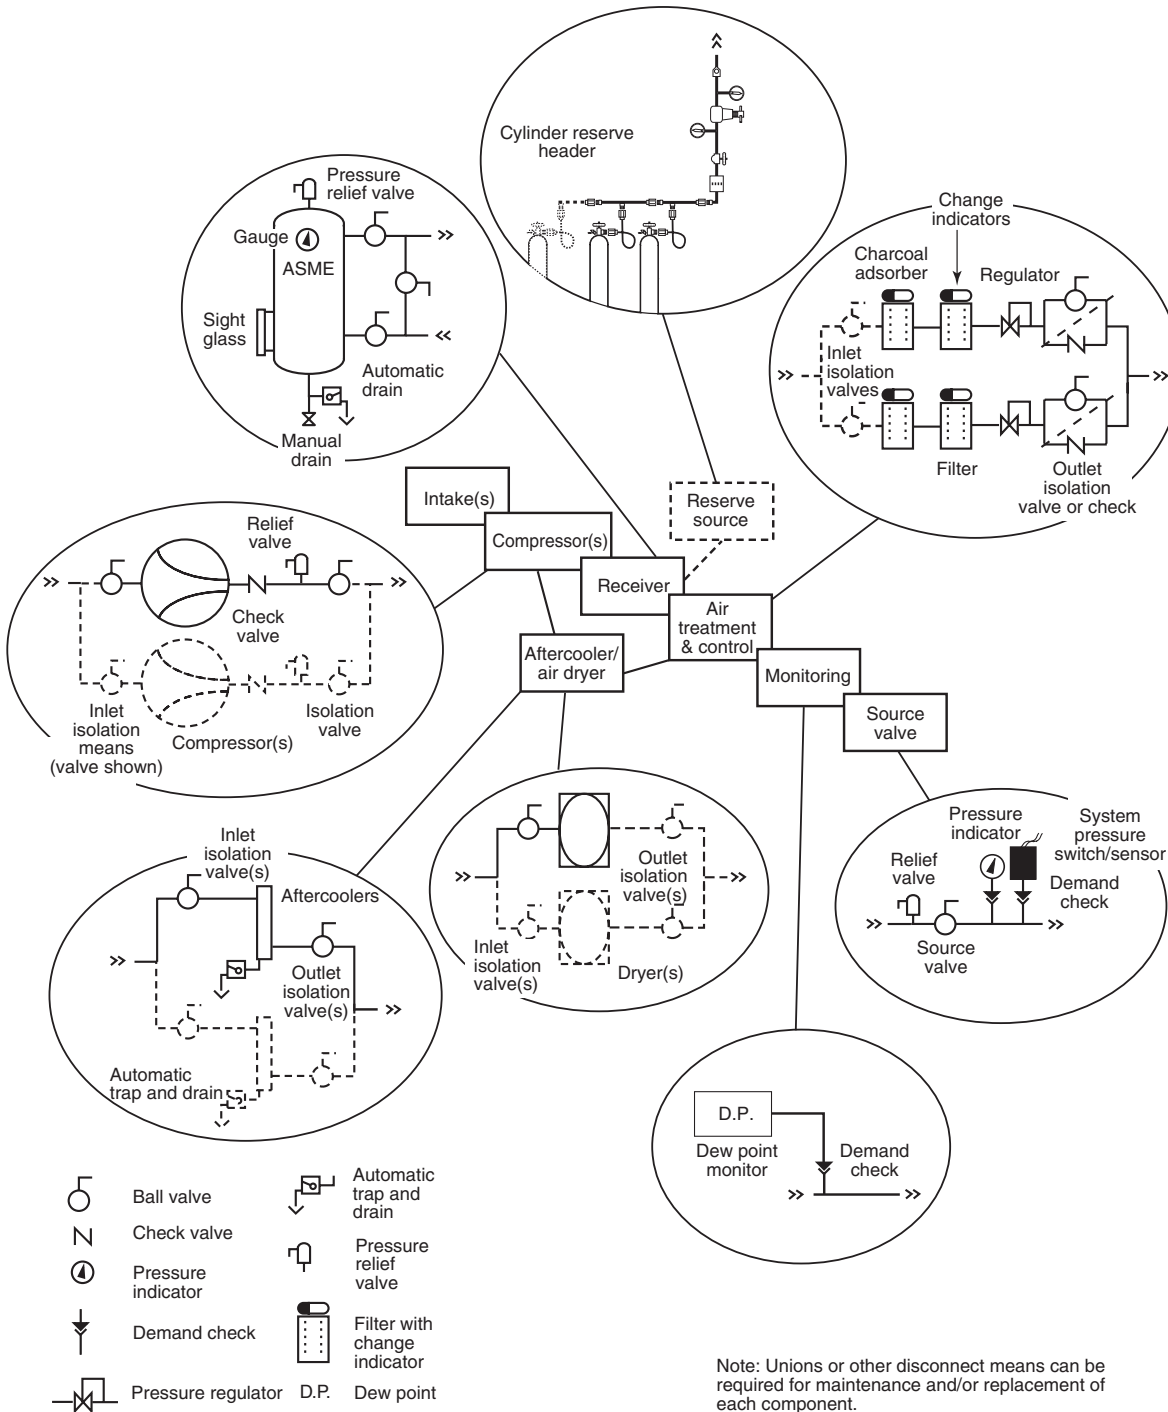 Cylinder reserve
header
Pressure
relief valve
Gauge
ASME
Sight
glass
Automatic
drain
Manual
drain
Change
indicators
Charcoal
adsorber
Regulator
Inlet
isolation
valves
Filter
Outlet
isolation
valve or check
Intake(s)
Compressor(s)
Receiver
Reserve
source
Air
treatment
& control
Aftercooler/
air dryer
Monitoring
Source
valve
Relief
valve
Check
valve
Inlet
isolation
means
(valve shown)
Compressor(s)
Isolation
valve
Inlet
isolation
valve(s)
Aftercoolers
Outlet
isolation
valve(s)
Automatic
trap and drain
Outlet
isolation
valve(s)
Inlet
isolation
valve(s)
Dryer(s)
Pressure
indicator
System
pressure
switch/sensor
Relief
valve
Demand
check
Source
valve
D.P.
Dew point
monitor
Demand
check
Ball valve
Check valve
Pressure
indicator
Demand check
Pressure regulator
Automatic
trap and
drain
Pressure
relief
valve
Filter with
change
indicator
D.P. Dew point
Note: Unions or other disconnect means can be
required for maintenance and/or replacement of
each component.